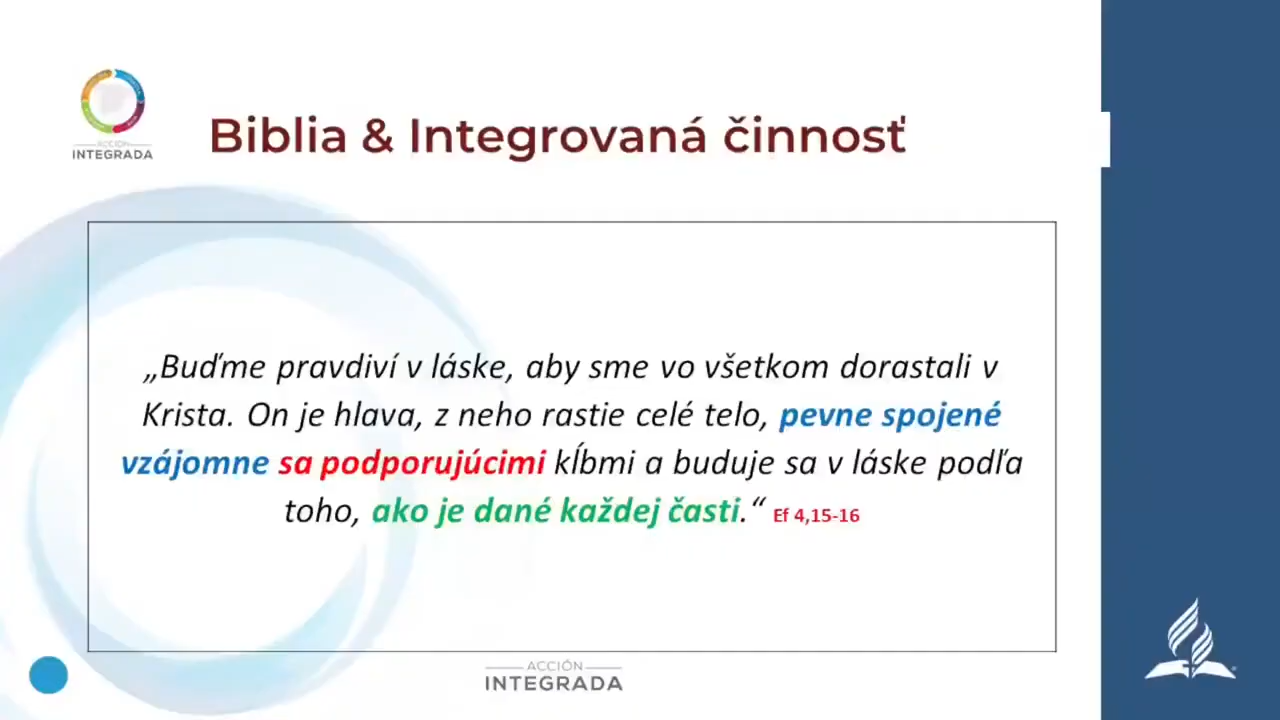 ACCIÓN
INTEGRADA
Biblia & Integrovaná činnosť
„Buďme pravdiví v láske, aby sme vo všetkom dorastali v
Krista. On je hlava, z neho rastie celé telo, pevne spojené
vzájomne sa podporujúcimi kĺbmi a buduje sa v láske podľa
toho, ako je dané každej časti.“ Ef 4,15-16
ACCIÓN
INTEGRADA